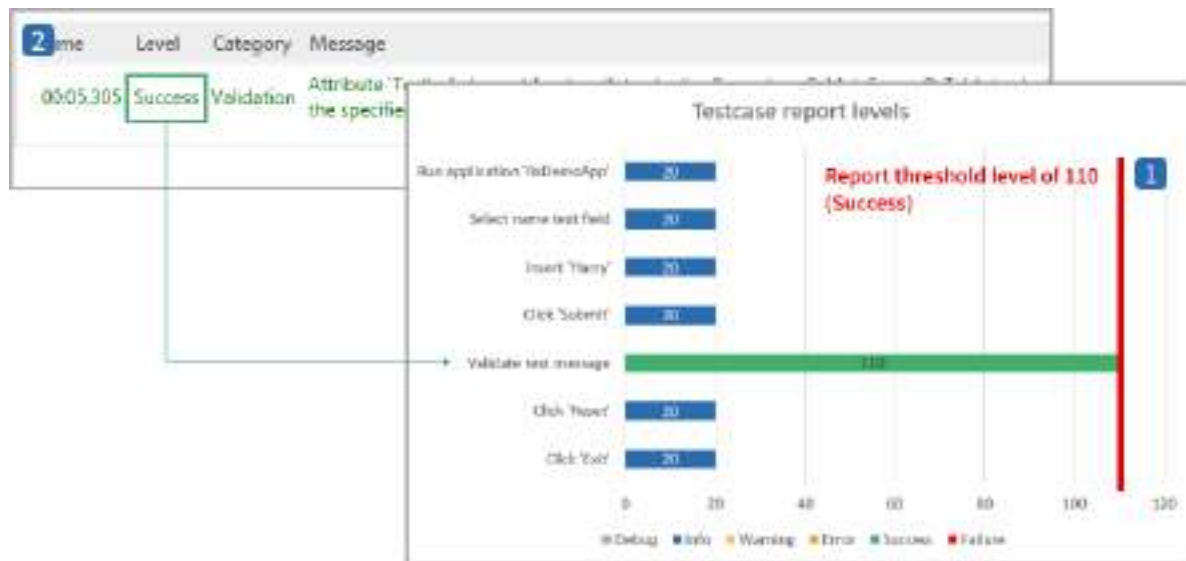 2 me Level Category Message
00:05.305 Success Validation Attribute
the specifie
Testcase report levels
Run application
Report threshold level of 110
(Success)
1
20
Select name text field 20
Insert 'Harry' 20
Click 'Submit' 20
Validate text message 110
Click 'Reset' 20
Click 'Exit' 20
0 20 40 60 80 100 120
Debug Info Warning Error Success Failure